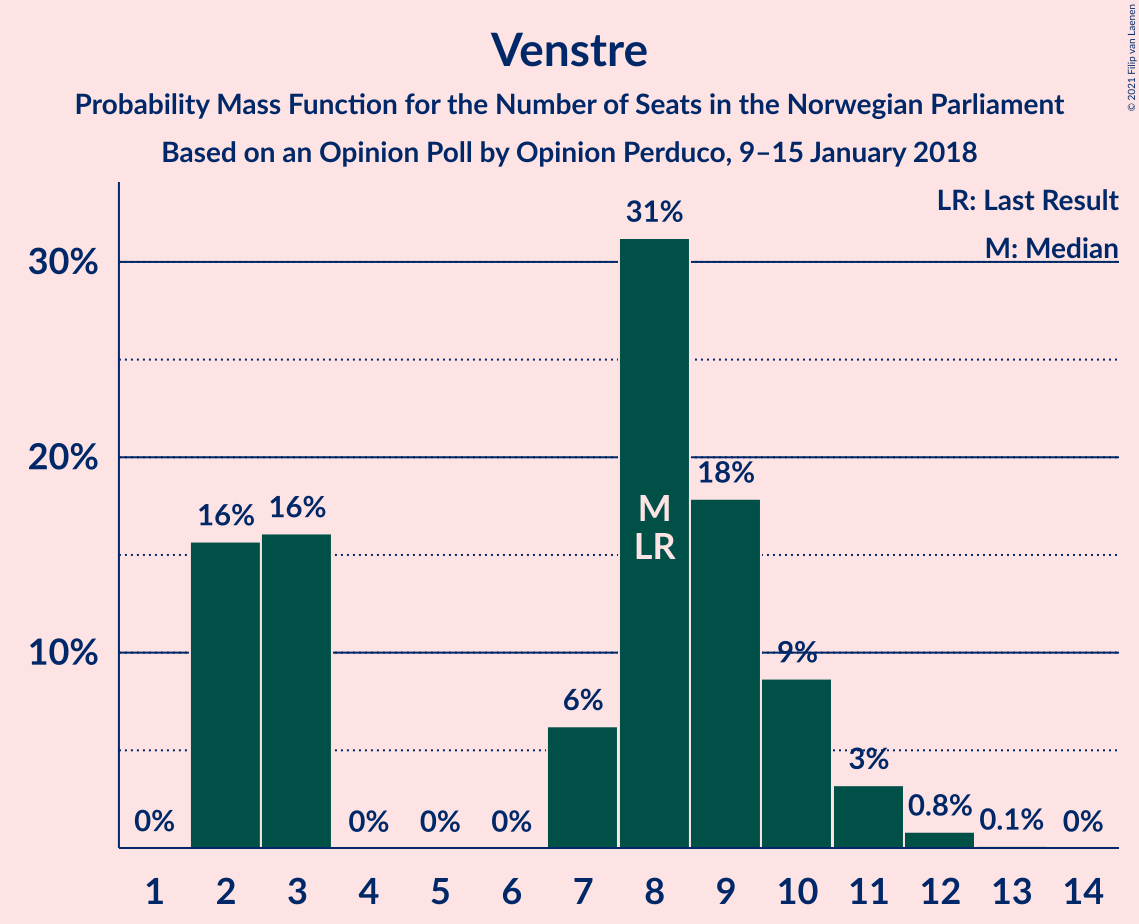 Venstre
Probability Mass Function for the Number of Seats in the Norwegian Parliament
Based on an Opinion Poll by Opinion Perduco, 9–15 January 2018
© 2021 Filip van Laenen
LR: Last Result
M: Median
30%
20%
10%
0%
16%
16%
0%
0%
0%
6%
31%
M
LR
18%
9%
3%
0.8%
0.1%
0%
1 2 3 4 5 6 7 8 9 10 11 12 13 14